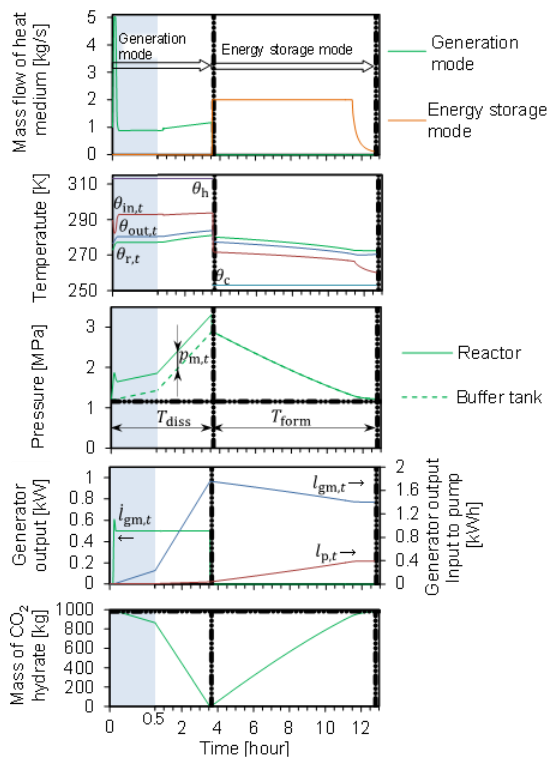 Mass flow of heat
medium [kg/s]
5
4
3
2
1
0
Generation
mode
Energy storage mode
Generation
mode
Energy storage
mode
Temperatute [K]
310
290
270
250
θh
θin,t
θout,t
θr,t
θc
Pressure [MPa]
3
2
1
0
pfm,t
Tdiss
Tform
Reactor
Buffer tank
Generator
output [kW]
1
0.8
0.6
0.4
0.2
0
i̇gm,t
←
lgm,t →
lp,t →
2
1.6
1.2
0.8
0.4
0
Generator output
Input to pump
[kWh]
Mass of CO2
hydrate [kg]
1000
800
600
400
200
0
0 0.5 2 4 6 8 10 12
Time [hour]